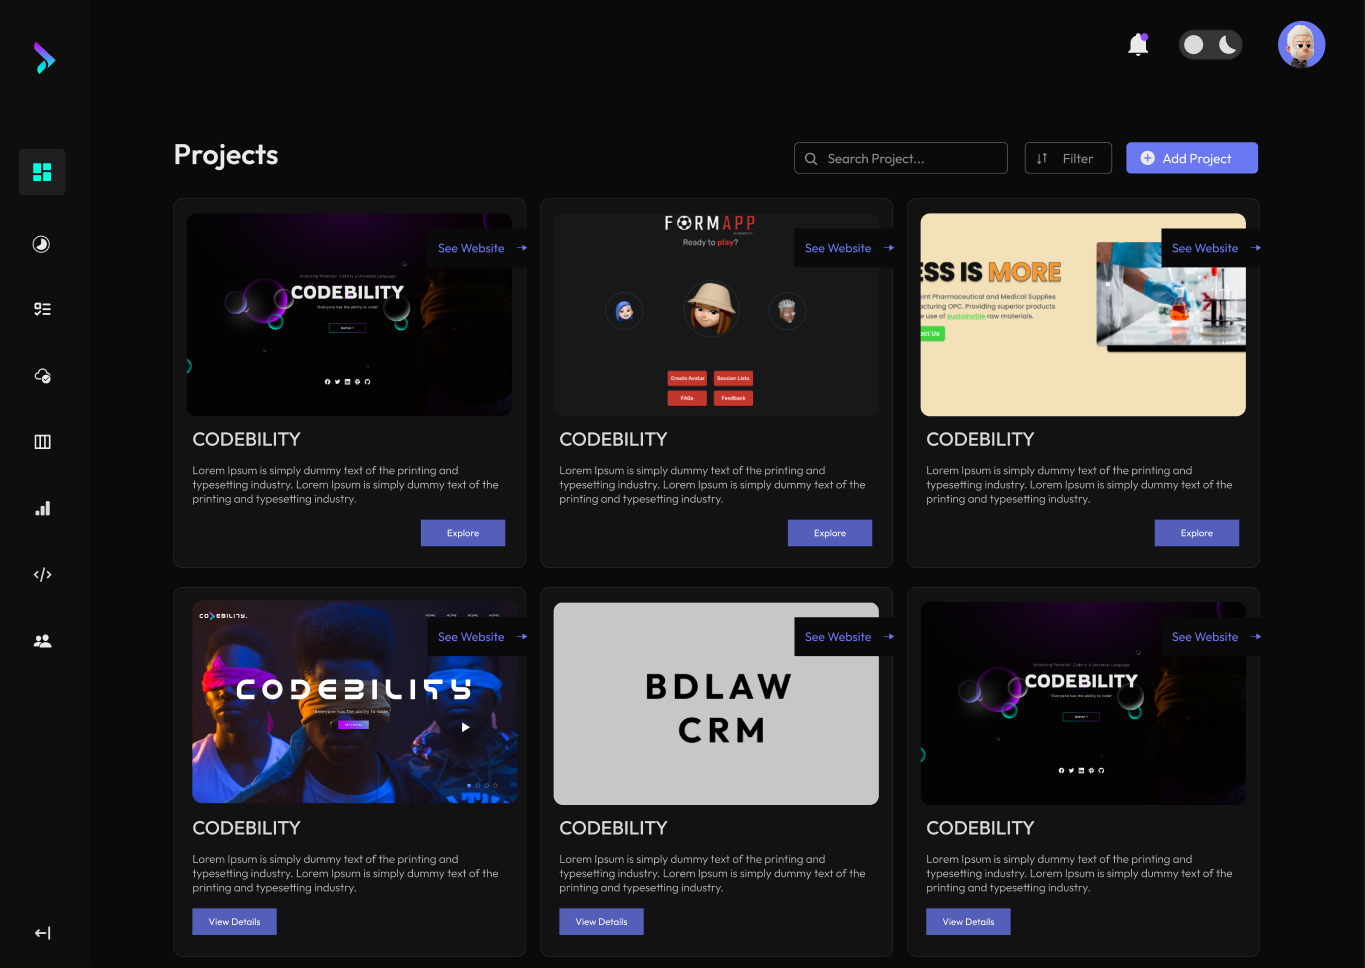 Projects
Search Project...
Filter
Add Project
See Website
Unlocking Potential: Code is a Universal Language
CODEBILITY
"Everyone has the ability to code"
Button 1
CODEBILITY
Lorem Ipsum is simply dummy text of the printing and
typesetting industry. Lorem Ipsum is simply dummy text of the
printing and typesetting industry.
Explore
FORMAPP
Ready to play?
See Website
Create Avatar
Session Lists
FAQs
Feedback
CODEBILITY
Lorem Ipsum is simply dummy text of the printing and
typesetting industry. Lorem Ipsum is simply dummy text of the
printing and typesetting industry.
Explore
See Website
ESS IS MORE
int Pharmaceutical and Medical Supplies
facturing OPC. Providing superior products
e use of sustainable raw materials.
act Us
CODEBILITY
Lorem Ipsum is simply dummy text of the printing and
typesetting industry. Lorem Ipsum is simply dummy text of the
printing and typesetting industry.
Explore
CODEBILITY.
HOME HOME HOME HOME
See Website
CODEBILITY
"Everyone has the ability to code."
CODEBILITY
Lorem Ipsum is simply dummy text of the printing and
typesetting industry. Lorem Ipsum is simply dummy text of the
printing and typesetting industry.
View Details
See Website
BDLAW
CRM
CODEBILITY
Lorem Ipsum is simply dummy text of the printing and
typesetting industry. Lorem Ipsum is simply dummy text of the
printing and typesetting industry.
View Details
See Website
Unlocking Potential: Code is a Universal Language
CODEBILITY
"Everyone has the ability to code"
Button 1
CODEBILITY
Lorem Ipsum is simply dummy text of the printing and
typesetting industry. Lorem Ipsum is simply dummy text of the
printing and typesetting industry.
View Details